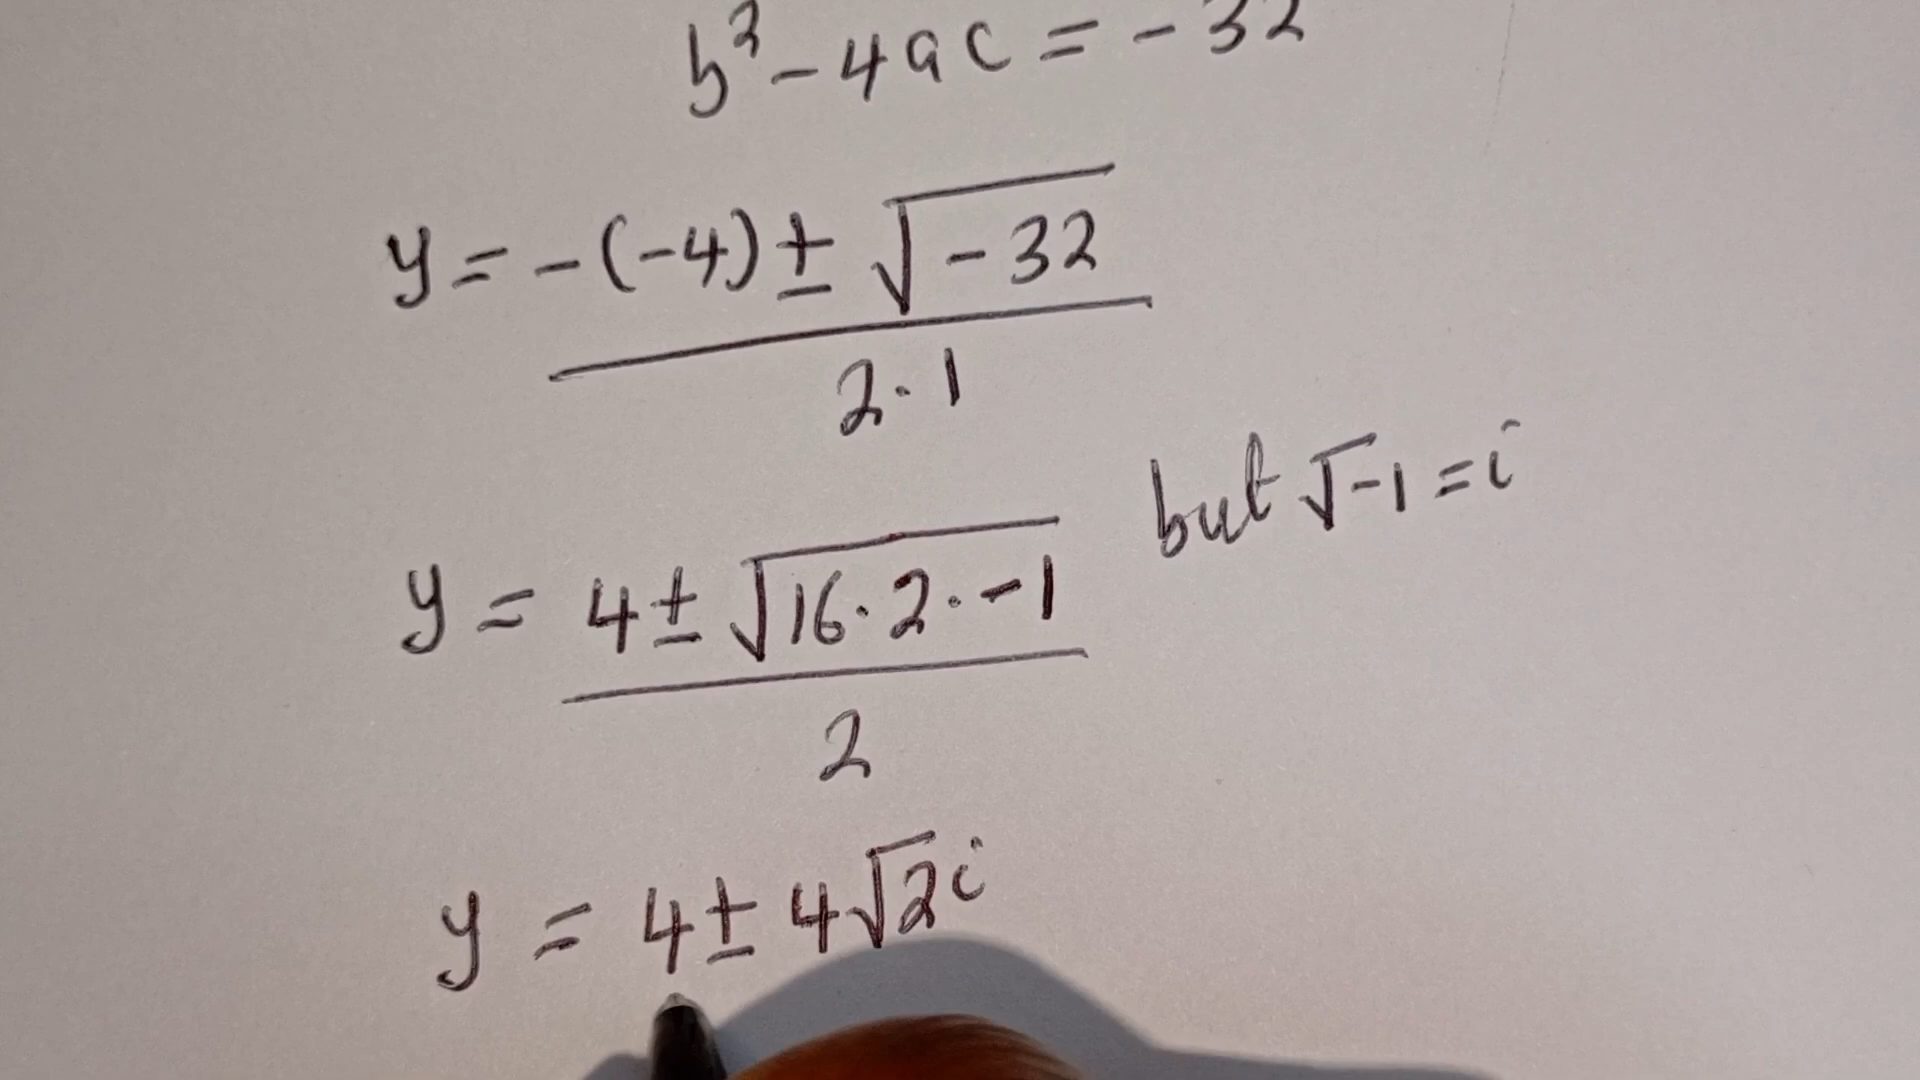 b² - 4ac = -32
y = -(-4) ± √-32
2·1
but √-1 = i
y = 4 ± √16·2·-1
2
y = 4 ± 4√2i